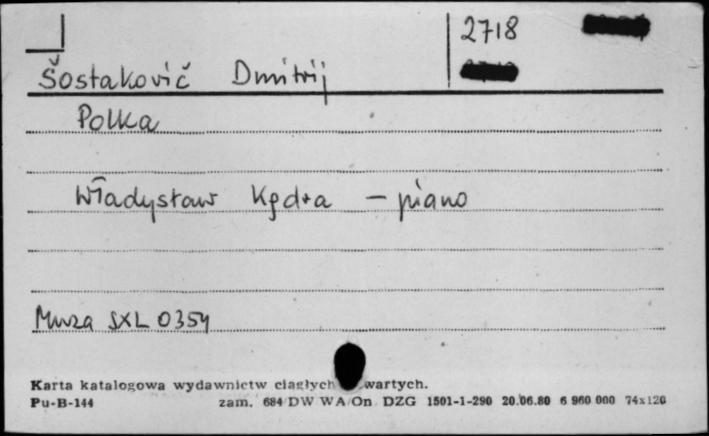 2718
Šostakovič Dmitrij
Polka
Władysław Kędra — piano
Muza SXL 0354
Karta katalogowa wydawnictw ciągłych wartych.
Pu-B-144 zam. 684/DW WA/On DZG 1501-1-290 20.06.80 6 960 000 74x120